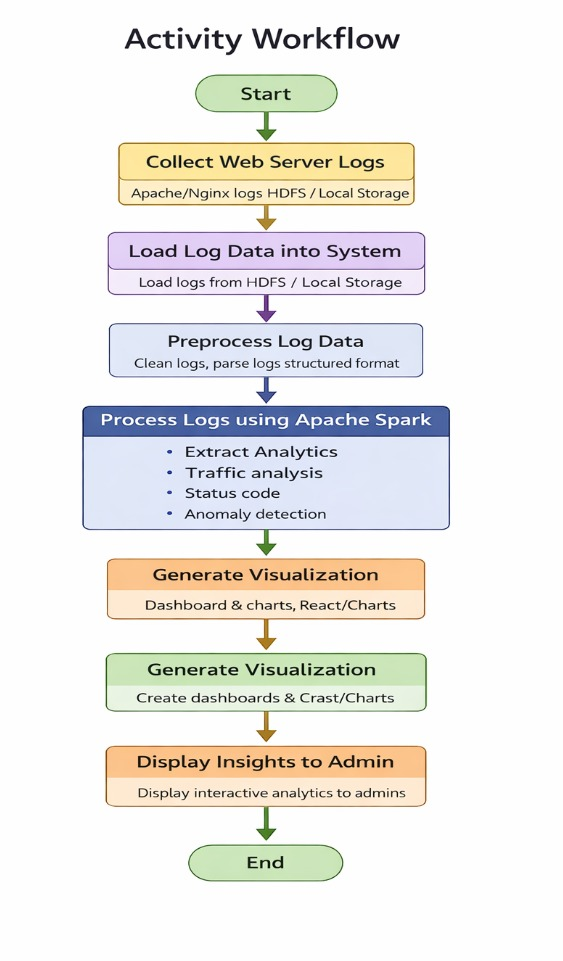 Activity Workflow
Start
Collect Web Server Logs
Apache/Nginx logs HDFS / Local Storage
Load Log Data into System
Load logs from HDFS / Local Storage
Preprocess Log Data
Clean logs, parse logs structured format
Process Logs using Apache Spark
• Extract Analytics
• Traffic analysis
• Status code
• Anomaly detection
Generate Visualization
Dashboard & charts, React/Charts
Generate Visualization
Create dashboards & Crast/Charts
Display Insights to Admin
Display interactive analytics to admins
End